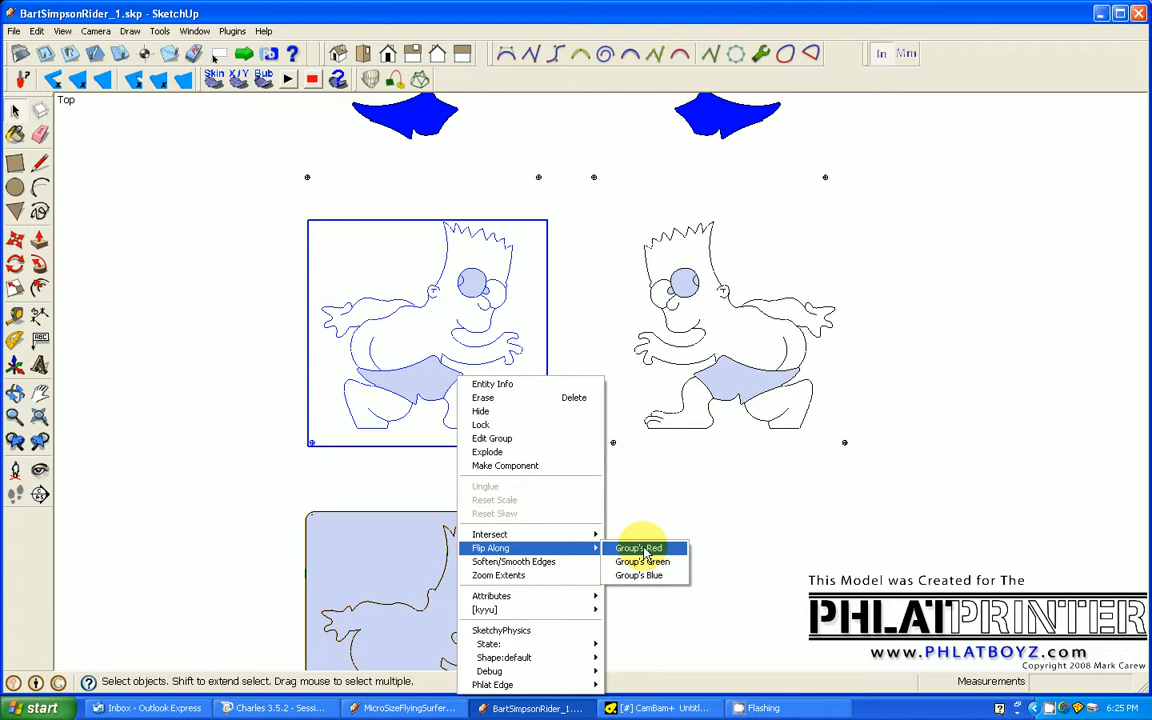 BartSimpsonRider_1.skp - SketchUp
File Edit View Camera Draw Tools Window Plugins Help
In Mm
Skin X/Y Bub
Top
ABC
Entity Info
Erase Delete
Hide
Lock
Edit Group
Explode
Make Component
Unglue
Reset Scale
Reset Skew
Intersect
Flip Along
Group's Red
Soften/Smooth Edges
Group's Green
Zoom Extents
Group's Blue
Attributes
[kyyu]
SketchyPhysics
State:
Shape:default
Debug
Phlat Edge
This Model was Created for The
PHLATPRINTER
www.PHLATBOYZ.com
Copyright 2008 Mark Carew
Select objects. Shift to extend select. Drag mouse to select multiple.
Measurements
start
Inbox - Outlook Express
Charles 3.5.2 - Sessi...
MicroSizeFlyingSurfer...
BartSimpsonRider_1....
[#] CamBam+ Untitl...
Flashing
6:25 PM